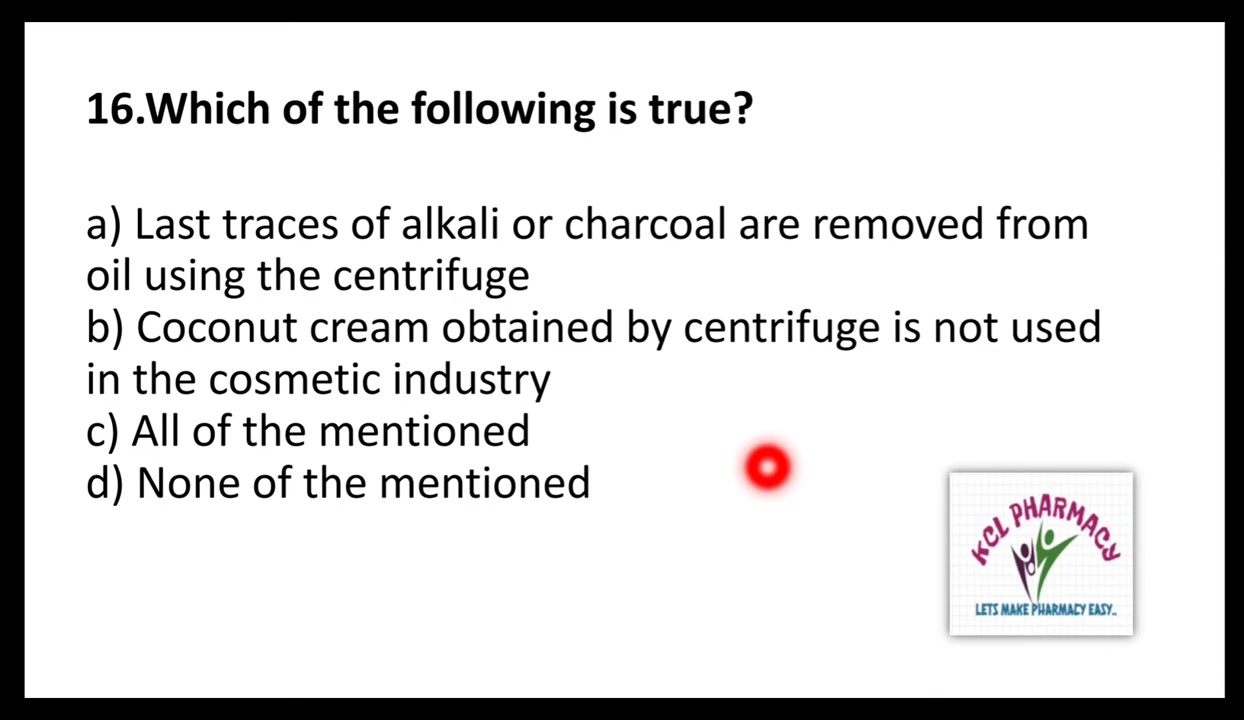 16.Which of the following is true?
a) Last traces of alkali or charcoal are removed from
oil using the centrifuge
b) Coconut cream obtained by centrifuge is not used
in the cosmetic industry
c) All of the mentioned
d) None of the mentioned
KCL PHARMACY
LETS MAKE PHARMACY EASY..